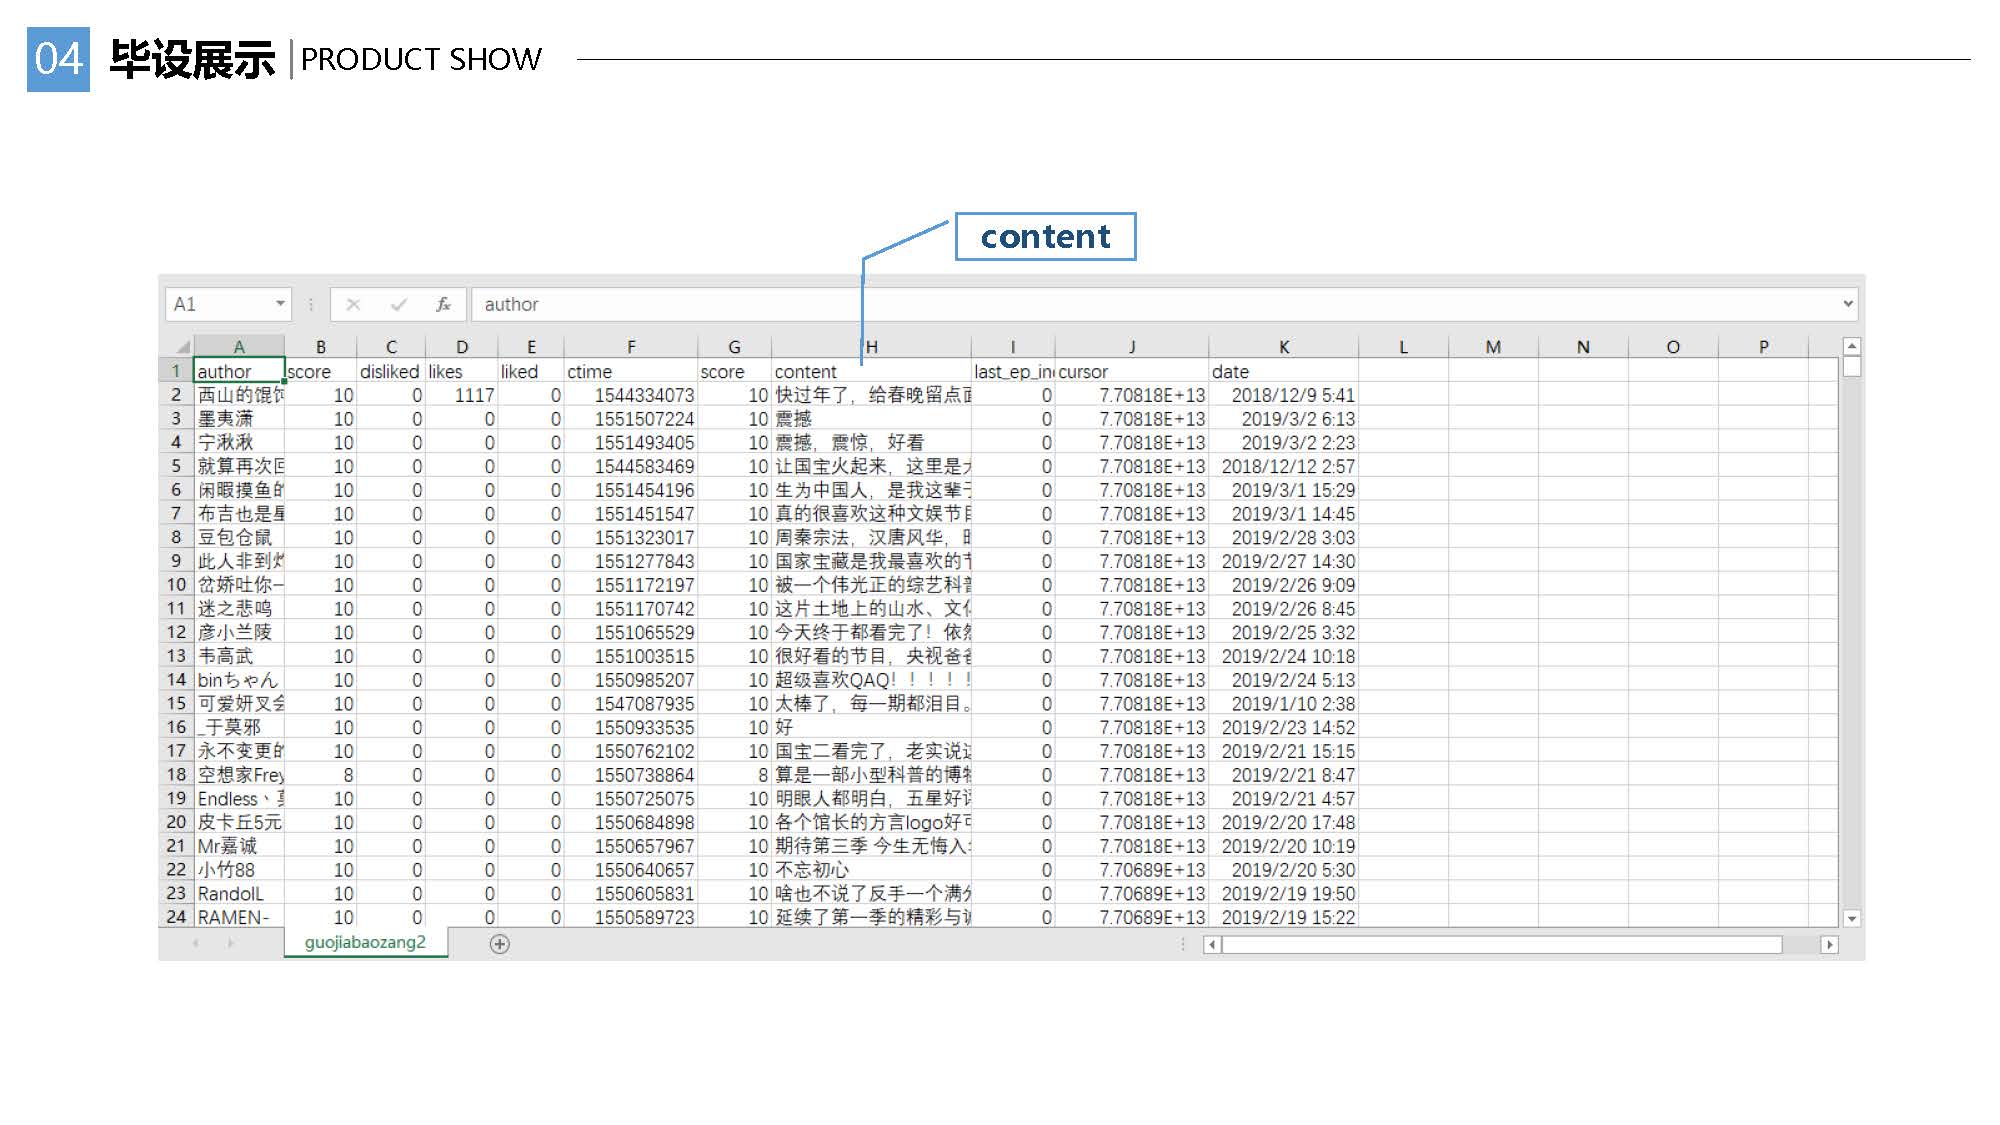 04 毕设展示 PRODUCT SHOW
content
A1 fx author
A B C D E F G H I J K L M N O P
1 author score disliked likes liked ctime score content last_ep_in cursor date
2 西山的馄饨 10 0 1117 0 1544334073 10 快过年了，给春晚留点面 0 7.70818E+13 2018/12/9 5:41
3 墨夷潇 10 0 0 0 1551507224 10 震撼 0 7.70818E+13 2019/3/2 6:13
4 宁湫湫 10 0 0 0 1551493405 10 震撼，震惊，好看 0 7.70818E+13 2019/3/2 2:23
5 就算再次回 10 0 0 0 1544583469 10 让国宝火起来，这里是 0 7.70818E+13 2018/12/12 2:57
6 闲暇摸鱼的 10 0 0 0 1551454196 10 生为中国人，是我这辈子 0 7.70818E+13 2019/3/1 15:29
7 布吉也是星 10 0 0 0 1551451547 10 真的很喜欢这种文娱节目 0 7.70818E+13 2019/3/1 14:45
8 豆包仓鼠 10 0 0 0 1551323017 10 周秦宗法，汉唐风华， 0 7.70818E+13 2019/2/28 3:03
9 此人非到炸 10 0 0 0 1551277843 10 国家宝藏是我最喜欢的节 0 7.70818E+13 2019/2/27 14:30
10 岔娇吐你一 10 0 0 0 1551172197 10 被一个伟光正的综艺科普 0 7.70818E+13 2019/2/26 9:09
11 迷之悲鸣 10 0 0 0 1551170742 10 这片土地上的山水、文化 0 7.70818E+13 2019/2/26 8:45
12 彦小兰陵 10 0 0 0 1551065529 10 今天终于都看完了！依然 0 7.70818E+13 2019/2/25 3:32
13 韦高武 10 0 0 0 1551003515 10 很好看的节目，央视爸爸 0 7.70818E+13 2019/2/24 10:18
14 binちゃん 10 0 0 0 1550985207 10 超级喜欢QAQ！！！！！ 0 7.70818E+13 2019/2/24 5:13
15 可爱妍叉会 10 0 0 0 1547087935 10 太棒了，每一期都泪目。 0 7.70818E+13 2019/1/10 2:38
16 _于莫邪 10 0 0 0 1550933535 10 好 0 7.70818E+13 2019/2/23 14:52
17 永不变更的 10 0 0 0 1550762102 10 国宝二看完了，老实说这 0 7.70818E+13 2019/2/21 15:15
18 空想家Frey 8 0 0 0 1550738864 8 算是一部小型科普的博物 0 7.70818E+13 2019/2/21 8:47
19 Endless丶 10 0 0 0 1550725075 10 明眼人都明白，五星好评 0 7.70818E+13 2019/2/21 4:57
20 皮卡丘5元 10 0 0 0 1550684898 10 各个馆长的方言logo好可 0 7.70818E+13 2019/2/20 17:48
21 Mr嘉诚 10 0 0 0 1550657967 10 期待第三季 今生无悔入 0 7.70818E+13 2019/2/20 10:19
22 小竹88 10 0 0 0 1550640657 10 不忘初心 0 7.70689E+13 2019/2/20 5:30
23 RandolL 10 0 0 0 1550605831 10 啥也不说了反手一个满分 0 7.70689E+13 2019/2/19 19:50
24 RAMEN- 10 0 0 0 1550589723 10 延续了第一季的精彩与诚 0 7.70689E+13 2019/2/19 15:22
guojiabaozang2